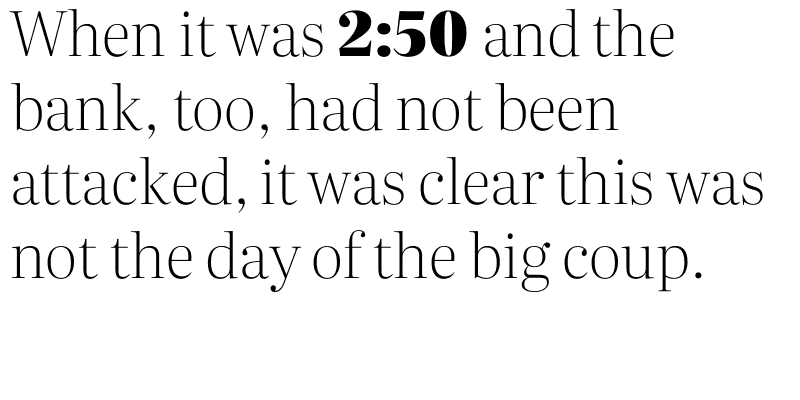 When it was 2:50 and the
bank, too, had not been
attacked, it was clear this was
not the day of the big coup.